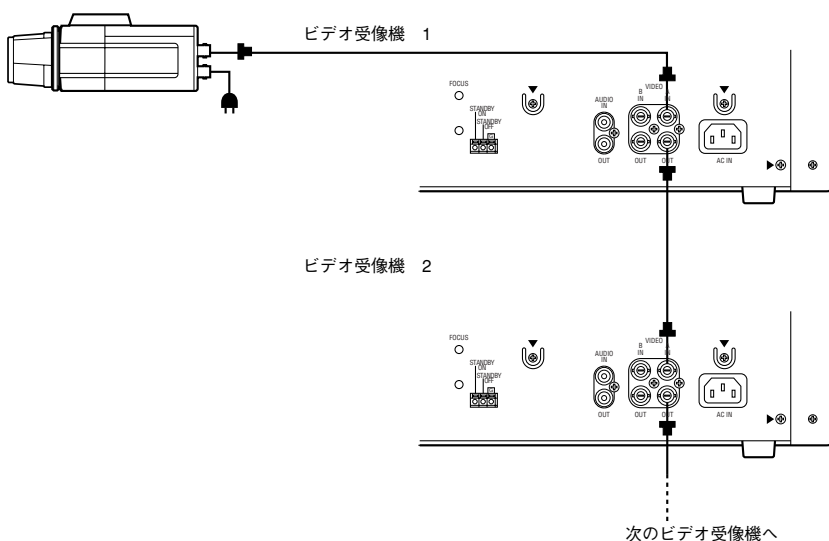 ビデオ受像機 1
FOCUS
STANDBY
ON
STANDBY
OFF
G
AUDIO
IN
OUT
VIDEO
B
IN
A
IN
OUT
OUT
AC IN
ビデオ受像機 2
FOCUS
STANDBY
ON
STANDBY
OFF
G
AUDIO
IN
OUT
VIDEO
B
IN
A
IN
OUT
OUT
AC IN
次のビデオ受像機へ